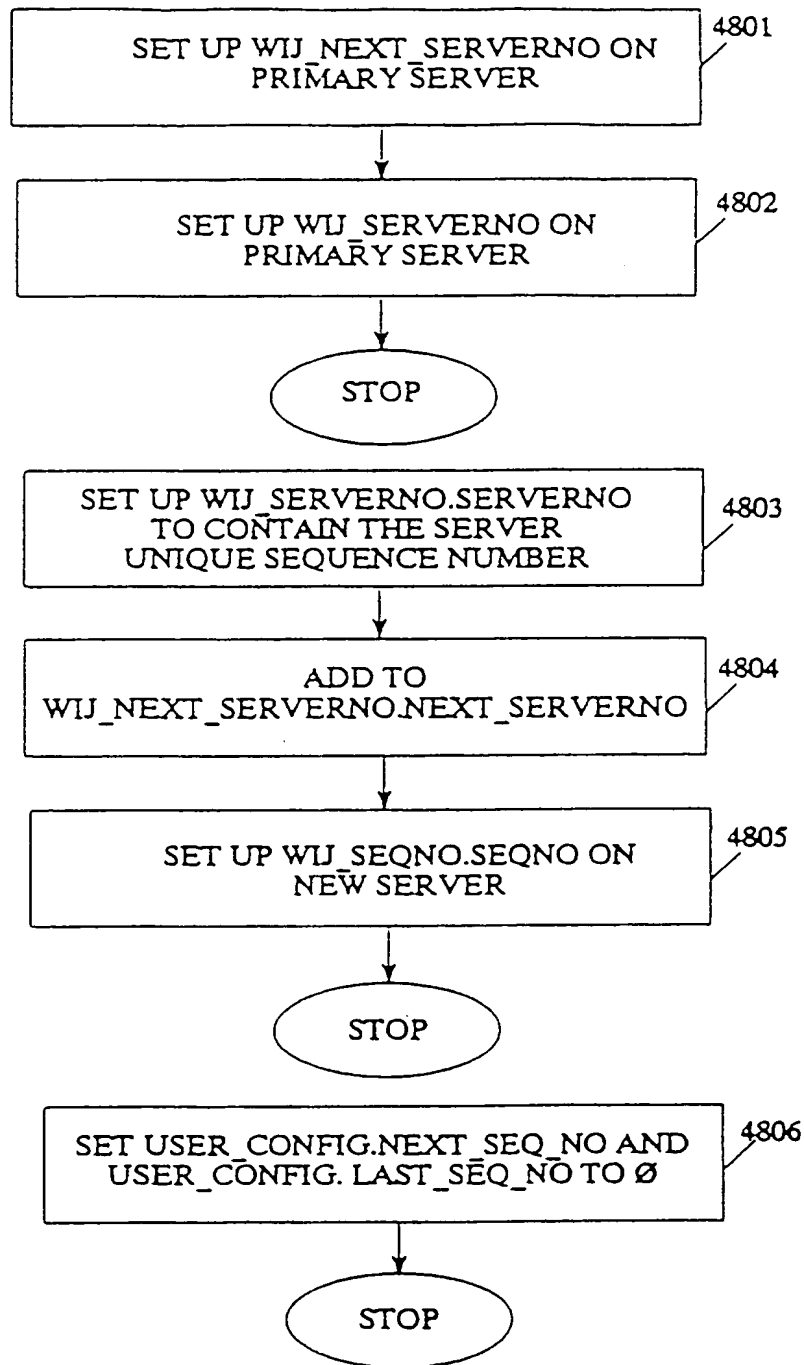 SET UP WIJ_NEXT_SERVERNO ON
PRIMARY SERVER
4801
SET UP WIJ_SERVERNO ON
PRIMARY SERVER
4802
STOP
SET UP WIJ_SERVERNO.SERVERNO
TO CONTAIN THE SERVER
UNIQUE SEQUENCE NUMBER
4803
ADD TO
WIJ_NEXT_SERVERNO.NEXT_SERVERNO
4804
SET UP WIJ_SEQNO.SEQNO ON
NEW SERVER
4805
STOP
SET USER_CONFIG.NEXT_SEQ_NO AND
USER_CONFIG. LAST_SEQ_NO TO Ø
4806
STOP